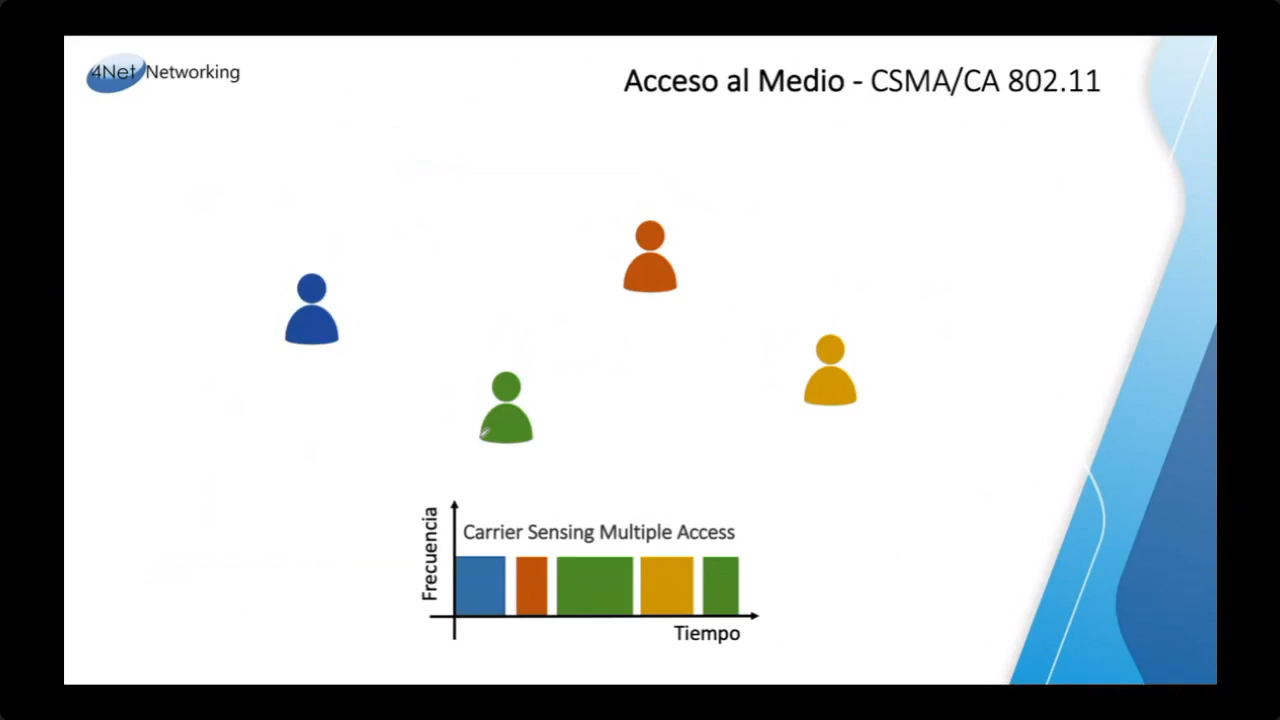 4Net Networking
Acceso al Medio - CSMA/CA 802.11
Frecuencia
Carrier Sensing Multiple Access
Tiempo